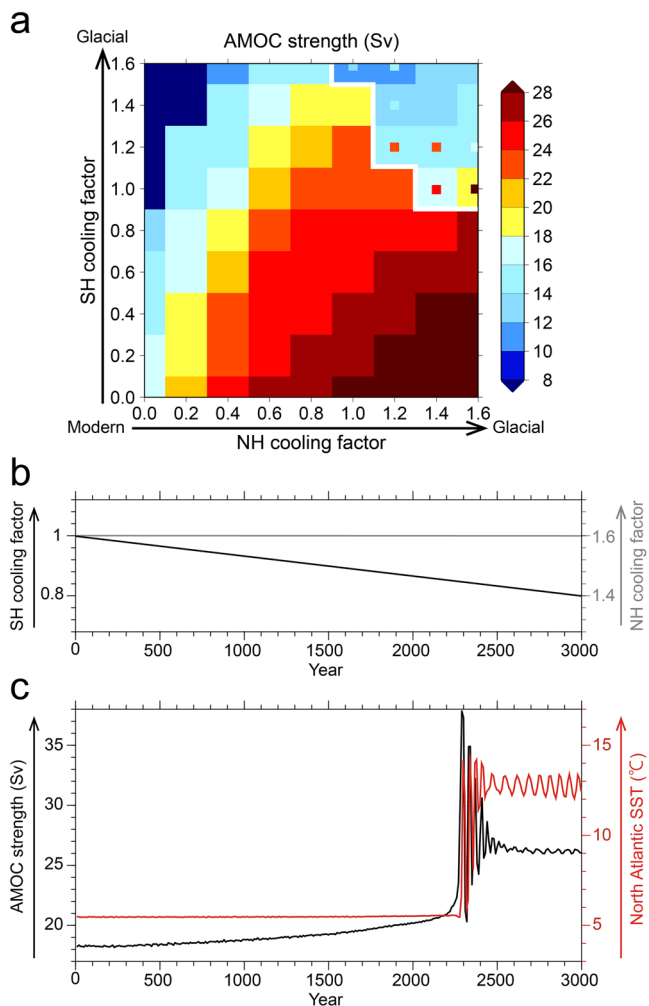 a
Glacial
AMOC strength (Sv)
SH cooling factor
1.6
1.4
1.2
1.0
0.8
0.6
0.4
0.2
0.0
0.0 0.2 0.4 0.6 0.8 1.0 1.2 1.4 1.6
Modern
NH cooling factor
Glacial
28
26
24
22
20
18
16
14
12
10
8
b
SH cooling factor
1
0.8
1.6
1.4
NH cooling factor
0 500 1000 1500 2000 2500 3000
Year
c
AMOC strength (Sv)
35
30
25
20
15
10
5
North Atlantic SST (℃)
0 500 1000 1500 2000 2500 3000
Year